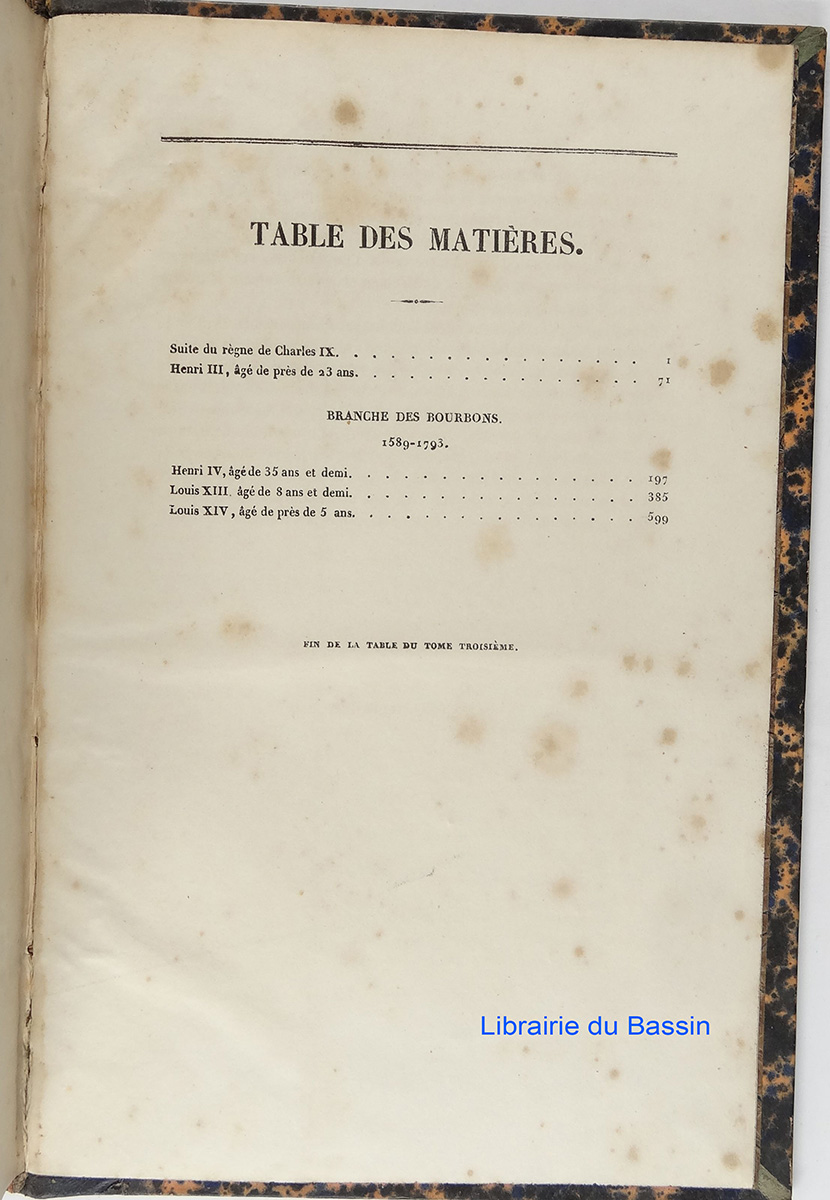 TABLE DES MATIÈRES.
Suite du règne de Charles IX. . . . . . . . . . . . . . . . . 1
Henri III, âgé de près de 23 ans. . . . . . . . . . . . . . . . 71
BRANCHE DES BOURBONS.
1589-1793.
Henri IV, âgé de 35 ans et demi. . . . . . . . . . . . . . . . 197
Louis XIII. âgé de 8 ans et demi. . . . . . . . . . . . . . . . 385
Louis XIV, âgé de près de 5 ans. . . . . . . . . . . . . . . . 599
FIN DE LA TABLE DU TOME TROISIÈME.
Librairie du Bassin